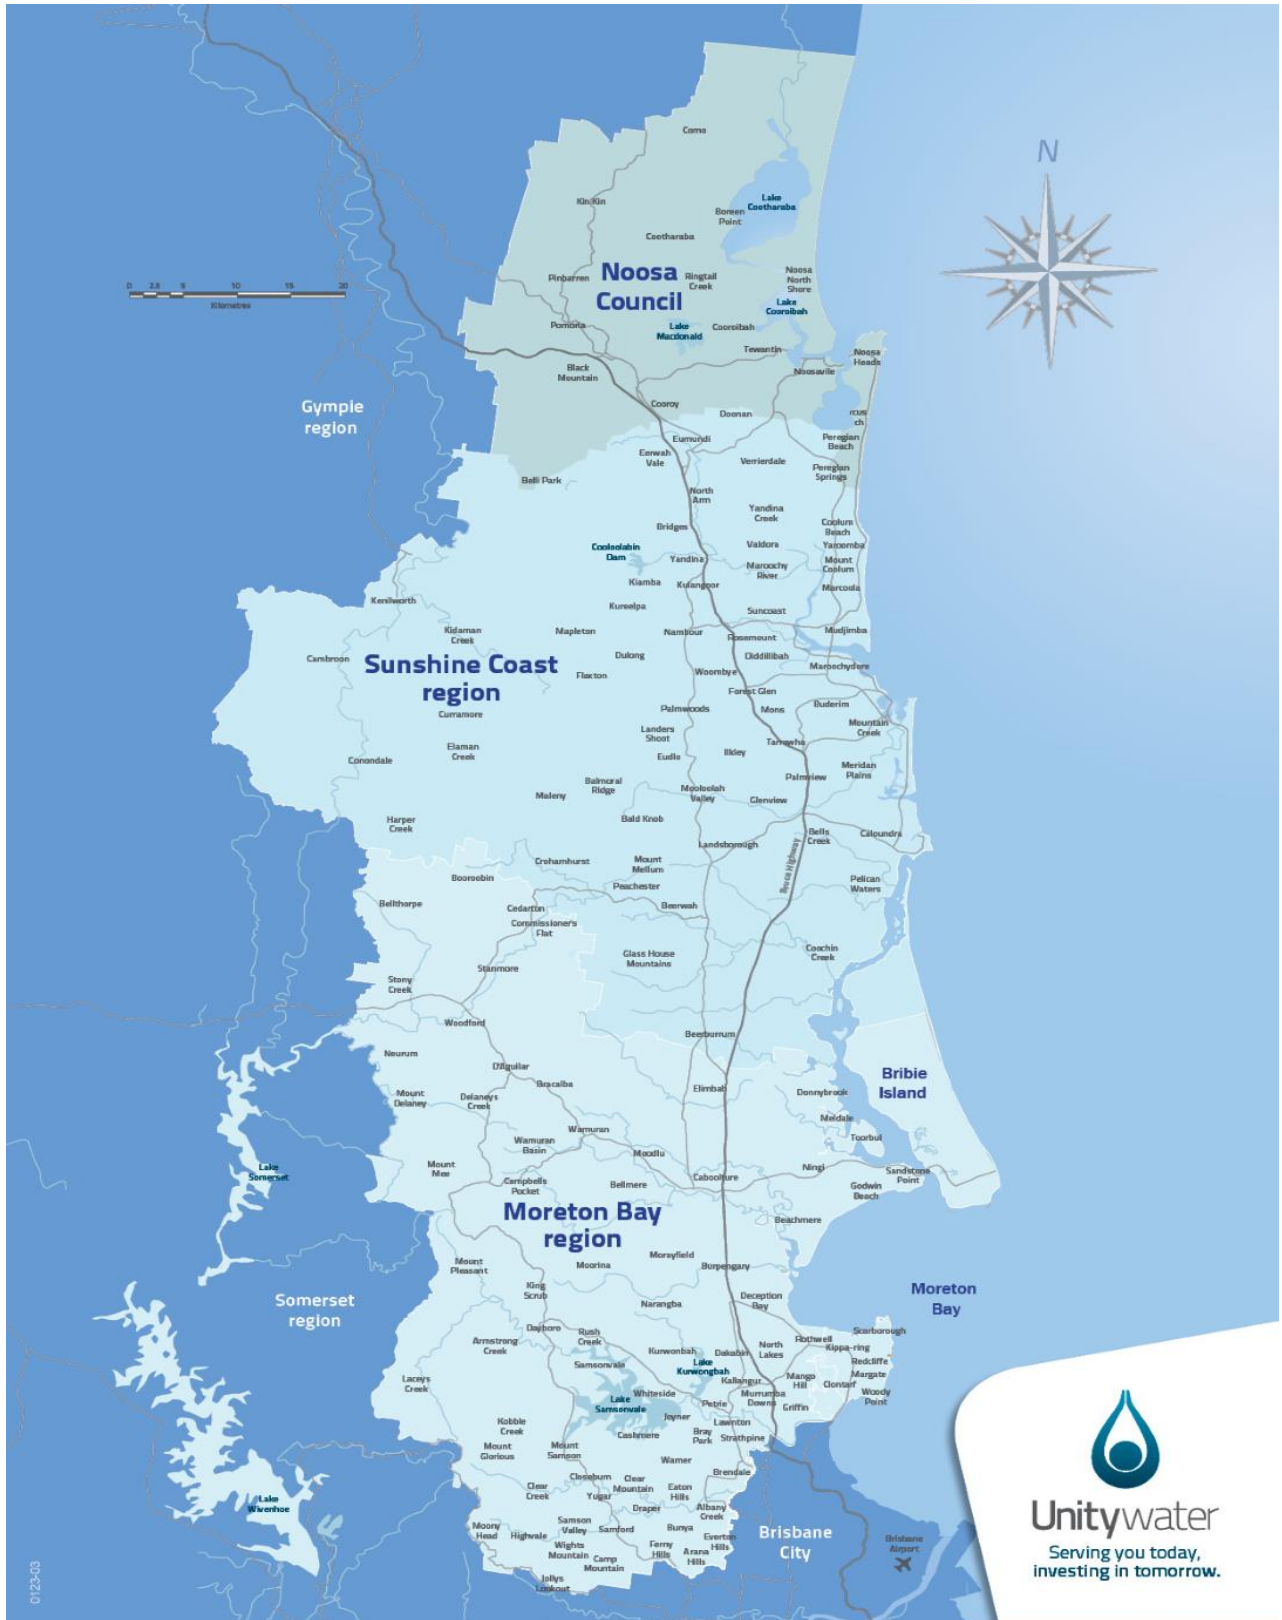 N
Como
Lake
Cootharaba
Kin Kin
Boreen
Point
Cootharaba
Noosa
Council
Pinbarren
Ringtail
Creek
Noosa
North
Shore
0 2.5 5 10 15 20
Kilometres
Lake
Cooroibah
Pomona
Lake
Macdonald
Cooroibah
Tewantin
Noosa
Heads
Black
Mountain
Noosaville
Gympie
region
Cooroy
Doonan
rcus
ch
Eumundi
Peregian
Beach
Eerwah
Vale
Verrierdale
Peregian
Springs
Belli Park
North
Arm
Yandina
Creek
Bridges
Coolum
Beach
Cooloolabin
Dam
Valdora
Yaroomba
Yandina
Maroochy
River
Mount
Coolum
Kiamba
Kulangoor
Marcoola
Kenilworth
Kureelpa
Suncoast
Kidaman
Creek
Mapleton
Nambour
Rosemount
Mudjimba
Cambroon
Sunshine Coast
region
Dulong
Diddillibah
Maroochydore
Flaxton
Woombye
Forest Glen
Curramore
Palmwoods
Mons
Buderim
Landers
Shoot
Mountain
Creek
Elaman
Creek
Eudlo
Ilkley
Tanawha
Conondale
Palmview
Meridan
Plains
Balmoral
Ridge
Maleny
Mooloolah
Valley
Glenview
Harper
Creek
Bald Knob
Bells
Creek
Caloundra
Landsborough
Bruce Highway
Crohamhurst
Mount
Mellum
Booroobin
Peachester
Pelican
Waters
Bellthorpe
Cedarton
Beerwah
Commissioner's
Flat
Glass House
Mountains
Coochin
Creek
Stanmore
Stony
Creek
Woodford
Beerburrum
Neurum
D'Aguilar
Bribie
Island
Bracalba
Mount
Delaney
Delaneys
Creek
Elimbah
Donnybrook
Meldale
Wamuran
Toorbul
Wamuran
Basin
Moodlu
Lake
Somerset
Mount
Mee
Campbells
Pocket
Bellmere
Caboolture
Ningi
Sandstone
Point
Godwin
Beach
Moreton Bay
region
Beachmere
Mount
Pleasant
Moorina
Morayfield
Burpengary
Moreton
Bay
Somerset
region
King
Scrub
Narangba
Deception
Bay
Dayboro
Rush
Creek
Armstrong
Creek
Kurwonbah
Dakabin
North
Lakes
Rothwell
Scarborough
Kippa-ring
Redcliffe
Samsonvale
Lake
Kurwongbah
Laceys
Creek
Kallangur
Mango
Hill
Clontarf
Margate
Woody
Point
Lake
Samsonvale
Whiteside
Petrie
Murrumba
Downs
Griffin
Kobble
Creek
Joyner
Lawnton
Cashmere
Bray
Park
Strathpine
Mount
Glorious
Mount
Samson
Warner
Brendale
Closeburn
Clear
Mountain
Clear
Creek
Yugar
Eaton
Hills
Lake
Wivenhoe
Draper
Albany
Creek
Moony
Head
Highvale
Samson
Valley
Samford
Bunya
Everton
Hills
Wights
Mountain
Ferny
Hills
Arana
Hills
Camp
Mountain
Jollys
Lookout
Brisbane
City
Brisbane
Airport
Unitywater
Serving you today,
investing in tomorrow.
0123-03